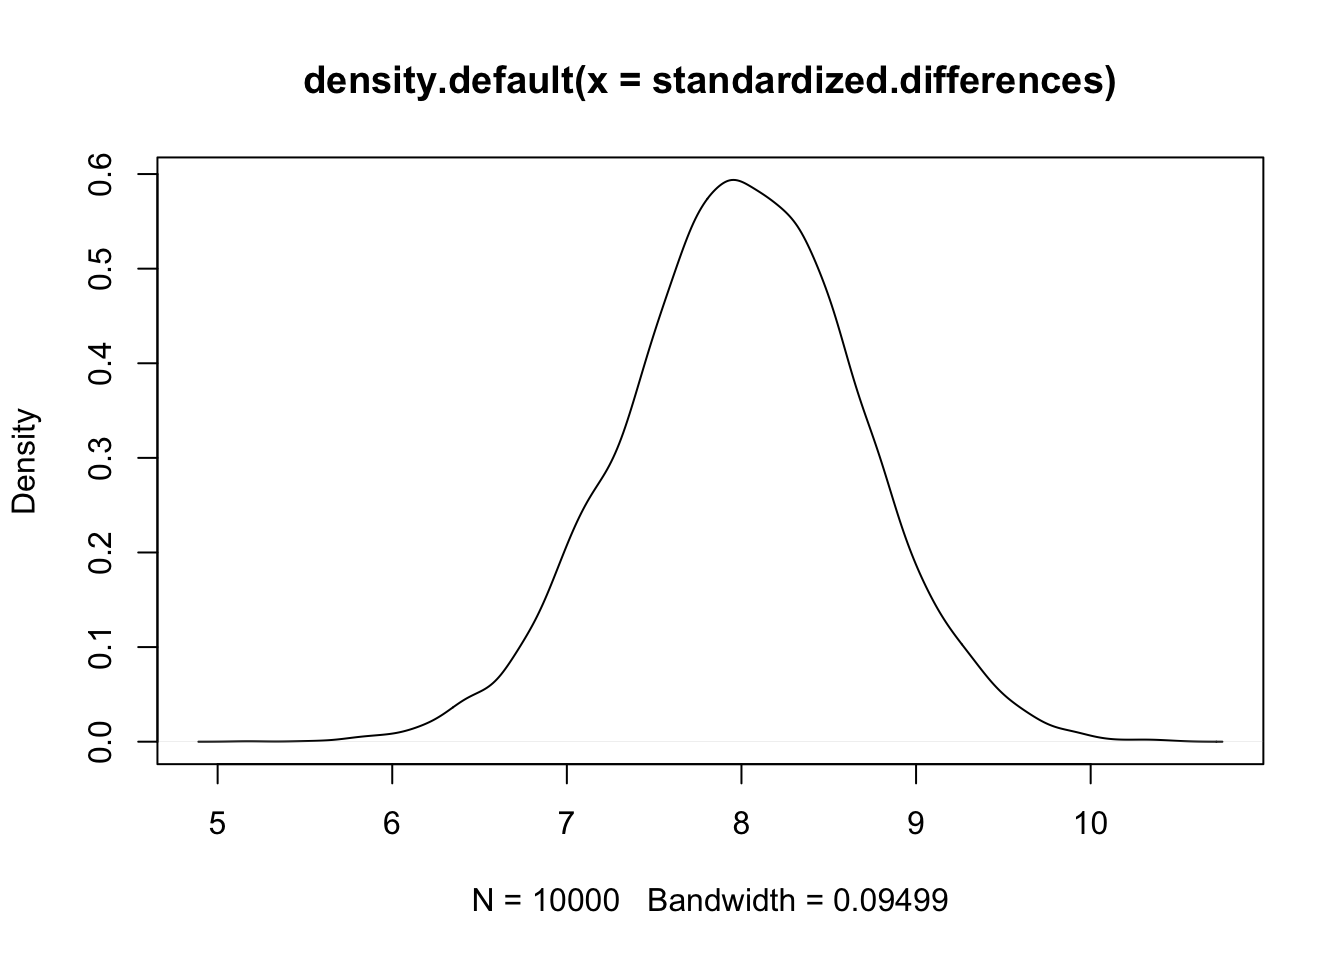 density.default(x = standardized.differences)
0.6
0.5
0.4
0.3
0.2
0.1
0.0
Density
5 6 7 8 9 10
N = 10000 Bandwidth = 0.09499